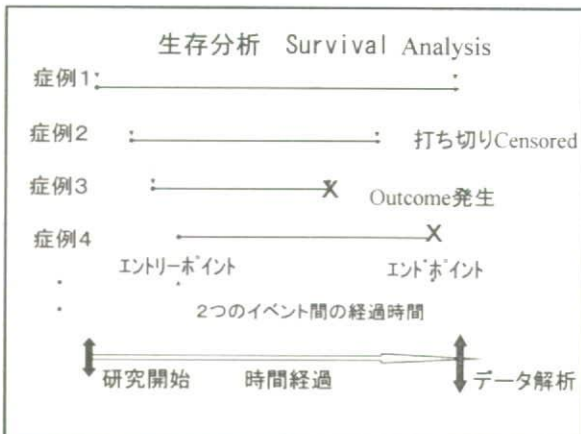 生存分析 Survival Analysis
症例1
症例2
打ち切りCensored
症例3
Outcome発生
症例4
エントリーポイント
エンドポイント
2つのイベント間の経過時間
研究開始
時間経過
データ解析